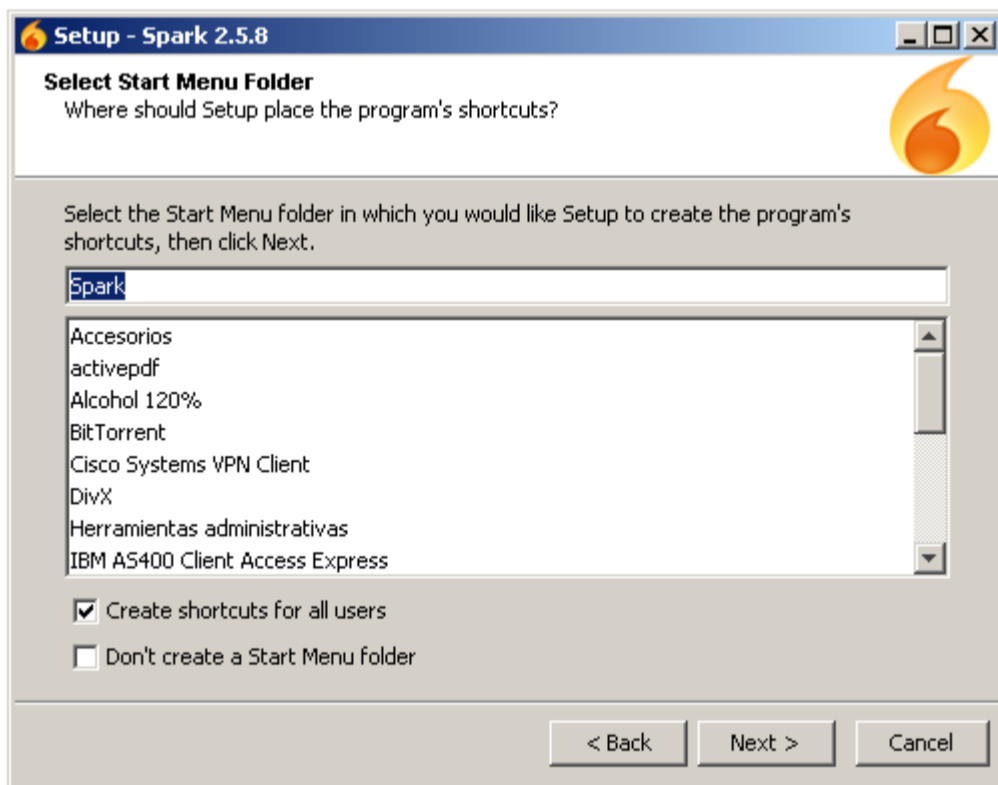 Setup - Spark 2.5.8
Select Start Menu Folder
Where should Setup place the program's shortcuts?
Select the Start Menu folder in which you would like Setup to create the program's
shortcuts, then click Next.
Spark
Accesorios
activepdf
Alcohol 120%
BitTorrent
Cisco Systems VPN Client
DivX
Herramientas administrativas
IBM AS400 Client Access Express
Create shortcuts for all users
Don't create a Start Menu folder
< Back Next > Cancel